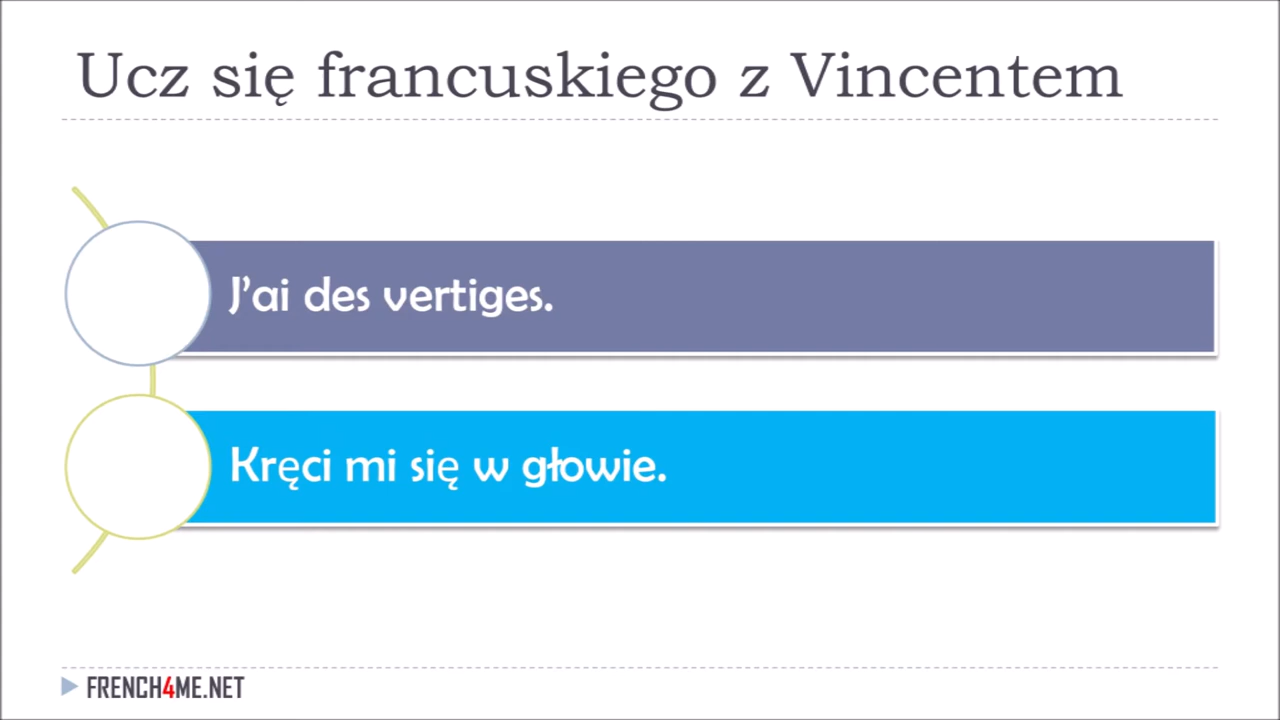 Ucz się francuskiego z Vincentem
J'ai des vertiges.
Kręci mi się w głowie.
FRENCH4ME.NET